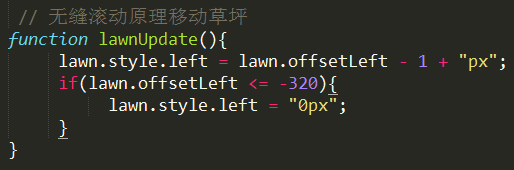 // 无缝滚动原理移动草坪
function lawnUpdate(){
lawn.style.left = lawn.offsetLeft - 1 + "px";
if(lawn.offsetLeft <= -320){
lawn.style.left = "0px";
}
}